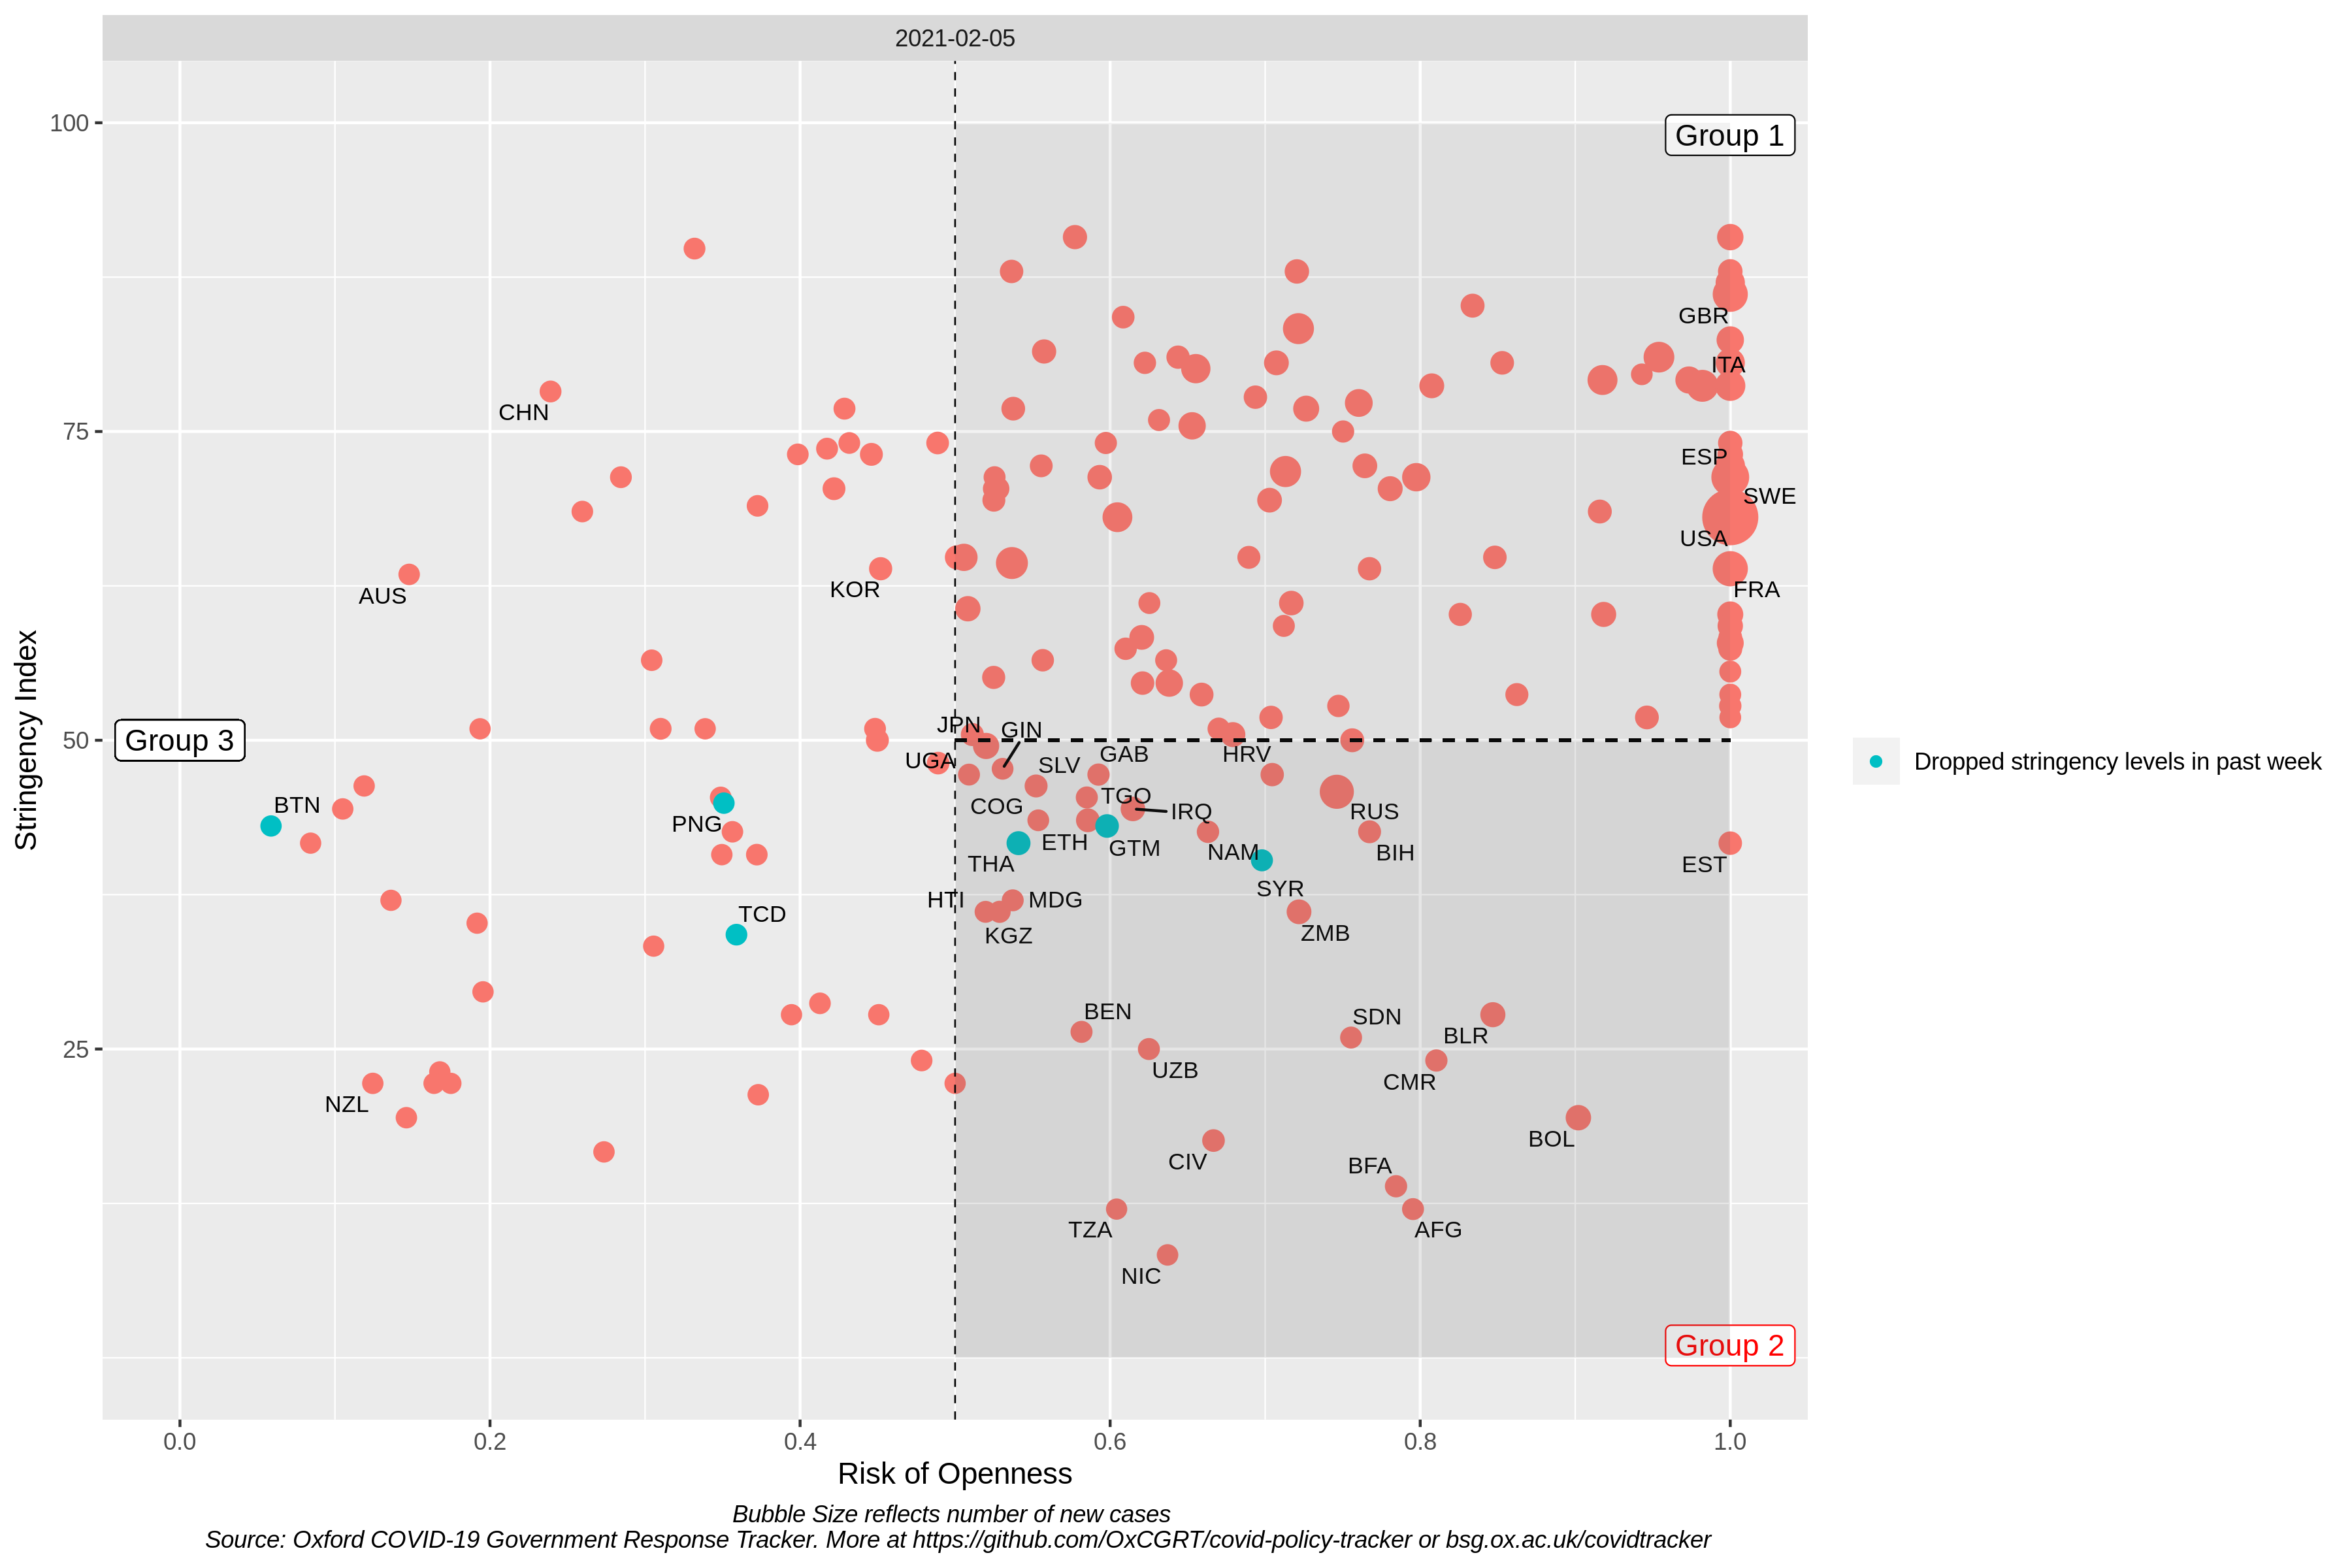 2021-02-05
100
Group 1
GBR
ITA
CHN
75
ESP
SWE
USA
FRA
KOR
AUS
Stringency Index
JPN
GIN
50
Group 3
UGA
SLV
GAB
HRV
Dropped stringency levels in past week
BTN
PNG
COG
TGO
IRQ
RUS
ETH
GTM
NAM
BIH
THA
EST
SYR
HTI
MDG
TCD
KGZ
ZMB
BEN
SDN
BLR
25
UZB
CMR
NZL
BOL
CIV
BFA
TZA
AFG
NIC
Group 2
0.0 0.2 0.4 0.6 0.8 1.0
Risk of Openness
Bubble Size reflects number of new cases
Source: Oxford COVID-19 Government Response Tracker. More at https://github.com/OxCGRT/covid-policy-tracker or bsg.ox.ac.uk/covidtracker